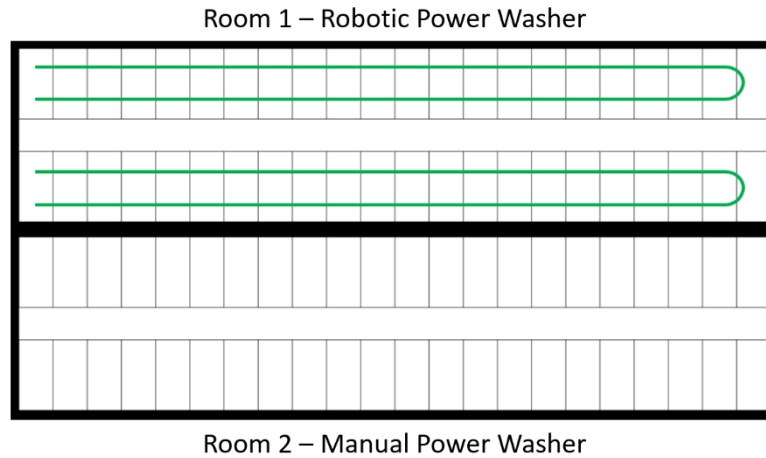 Room 1 – Robotic Power Washer
Room 2 – Manual Power Washer